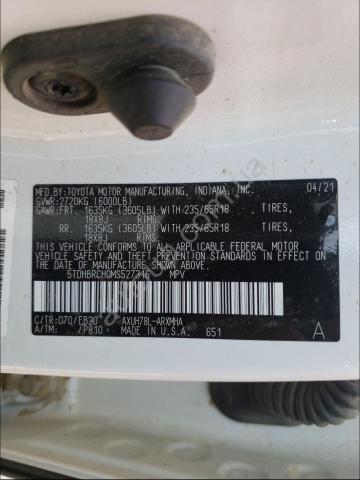 MFD.BY:TOYOTA MOTOR MANUFACTURING, INDIANA, INC. 04/21
GVWR:2720KG (6000LB)
GAWR:FRT. 1635KG (3605LB) WITH 235/65R18 TIRES,
18X8J RIMS,
RR. 1635KG (3605LB) WITH 235/65R18 TIRES,
18X8J RIMS,
THIS VEHICLE CONFORMS TO ALL APPLICABLE FEDERAL MOTOR
VEHICLE SAFETY AND THEFT PREVENTION STANDARDS IN
EFFECT ON THE DATE OF MANUFACTURE SHOWN ABOVE.
5TDHBRCH0MS527346 MPV
C/TR:070/EB30 AXUH78L-ARXMHA
A/TM: /P810 MADE IN U.S.A. 651 A